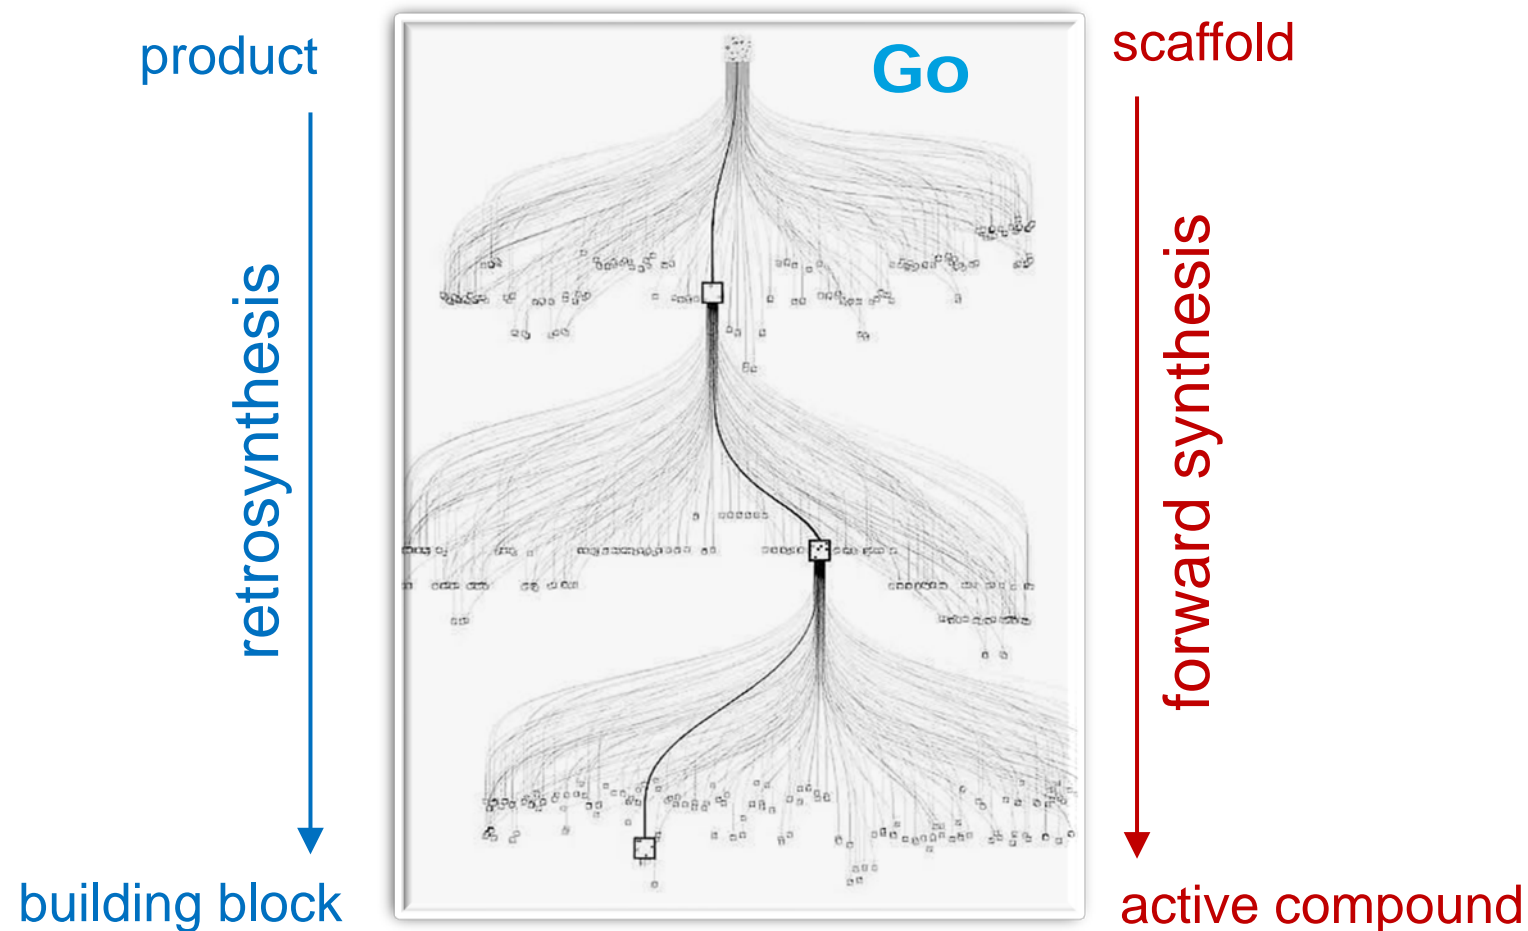 product
scaffold
Go
retrosynthesis
forward synthesis
building block
active compound